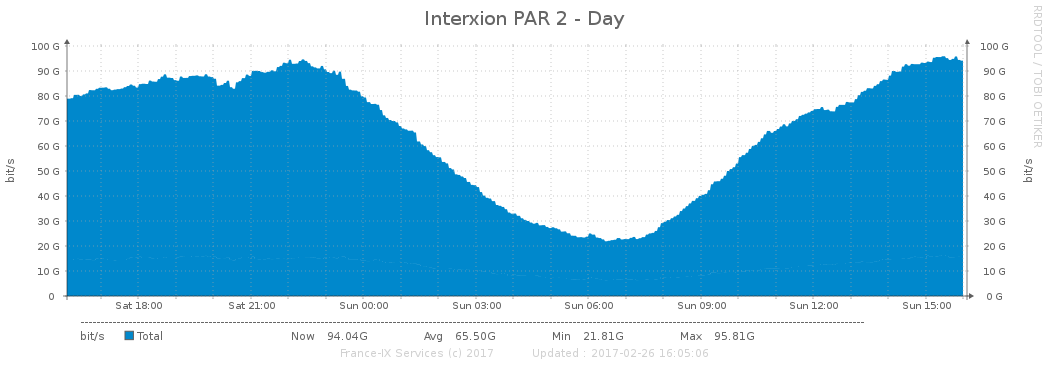 Interxion PAR 2 - Day
RRDTOOL / TOBI OETIKER
bit/s
bit/s
100 G 100 G
90 G 90 G
80 G 80 G
70 G 70 G
60 G 60 G
50 G 50 G
40 G 40 G
30 G 30 G
20 G 20 G
10 G 10 G
0 0 G
Sat 18:00 Sat 21:00 Sun 00:00 Sun 03:00 Sun 06:00 Sun 09:00 Sun 12:00 Sun 15:00
bit/s Total Now 94.04G Avg 65.50G Min 21.81G Max 95.81G
France-IX Services (c) 2017 Updated : 2017-02-26 16:05:06